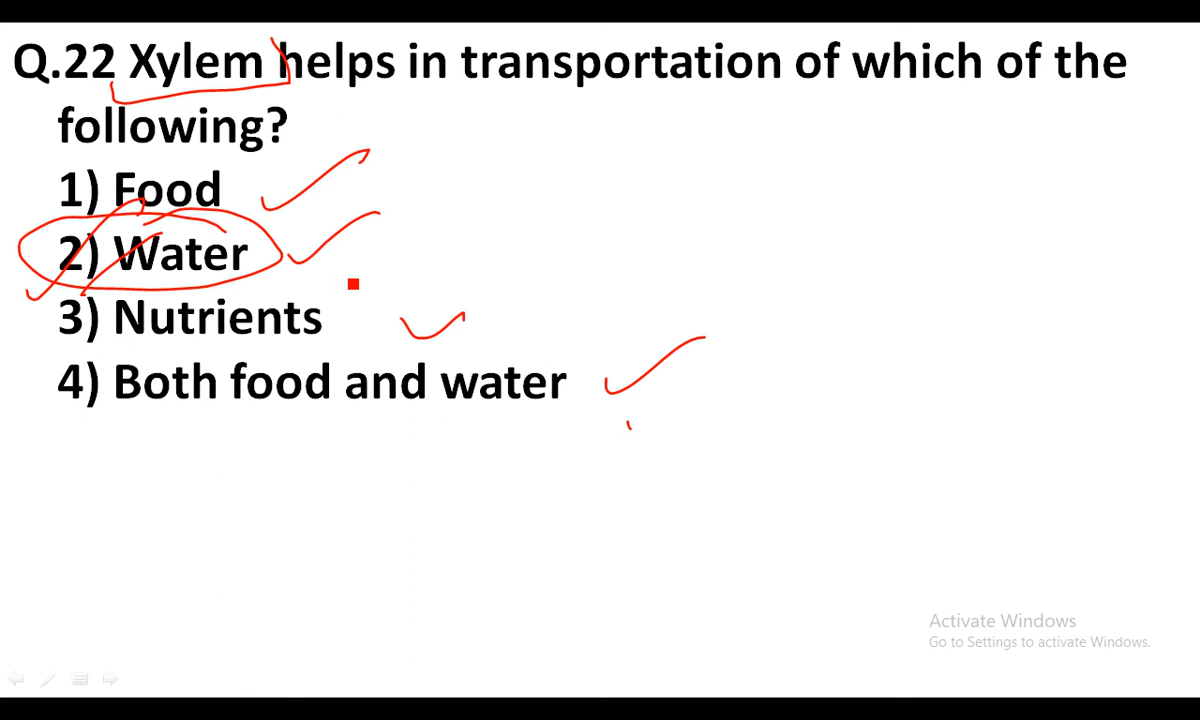 Q.22 Xylem helps in transportation of which of the
following?
1) Food
2) Water
3) Nutrients
4) Both food and water
Activate Windows
Go to Settings to activate Windows.